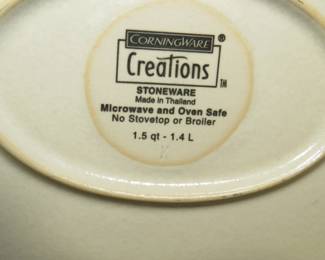 CORNINGWARE ®
Creations ™
STONEWARE
Made in Thailand
Microwave and Oven Safe
No Stovetop or Broiler
1.5 qt - 1.4 L